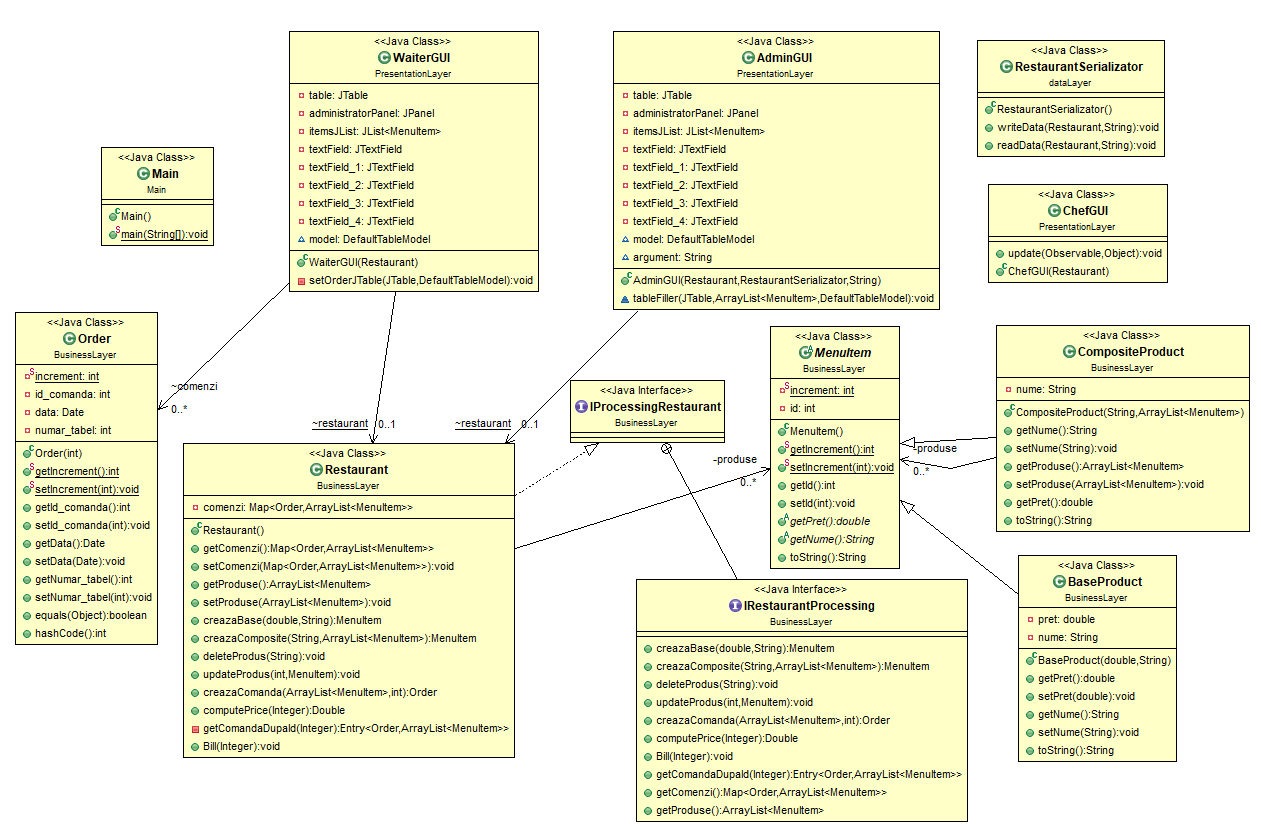 <<Java Class>>
WaiterGUI
PresentationLayer
table: JTable
administratorPanel: JPanel
itemsJList: JList<MenuItem>
textField: JTextField
textField_1: JTextField
textField_2: JTextField
textField_3: JTextField
textField_4: JTextField
model: DefaultTableModel
WaiterGUI(Restaurant)
setOrderJTable(JTable,DefaultTableModel):void
<<Java Class>>
AdminGUI
PresentationLayer
table: JTable
administratorPanel: JPanel
itemsJList: JList<MenuItem>
textField: JTextField
textField_1: JTextField
textField_2: JTextField
textField_3: JTextField
textField_4: JTextField
model: DefaultTableModel
argument: String
AdminGUI(Restaurant,RestaurantSerializator,String)
tableFiller(JTable,ArrayList<MenuItem>,DefaultTableModel):void
<<Java Class>>
RestaurantSerializator
dataLayer
RestaurantSerializator()
writeData(Restaurant,String):void
readData(Restaurant,String):void
<<Java Class>>
Main
Main
Main()
main(String[]):void
<<Java Class>>
ChefGUI
PresentationLayer
update(Observable,Object):void
ChefGUI(Restaurant)
<<Java Class>>
Order
BusinessLayer
increment: int
id_comanda: int
data: Date
numar_tabel: int
Order(int)
getIncrement():int
setIncrement(int):void
getId_comanda():int
setId_comanda(int):void
getData():Date
setData(Date):void
getNumar_tabel():int
setNumar_tabel(int):void
equals(Object):boolean
hashCode():int
~comenzi
0..*
~restaurant
0..1
~restaurant
0..1
<<Java Interface>>
IProcessingRestaurant
BusinessLayer
<<Java Class>>
MenuItem
BusinessLayer
increment: int
id: int
MenuItem()
getIncrement():int
setIncrement(int):void
getId():int
setId(int):void
getPret():double
getNume():String
toString():String
<<Java Class>>
CompositeProduct
BusinessLayer
nume: String
CompositeProduct(String,ArrayList<MenuItem>)
getNume():String
setNume(String):void
getProduse():ArrayList<MenuItem>
setProduse(ArrayList<MenuItem>):void
getPret():double
toString():String
-produse
0..*
-produse
0..*
<<Java Class>>
Restaurant
BusinessLayer
comenzi: Map<Order,ArrayList<MenuItem>>
Restaurant()
getComenzi():Map<Order,ArrayList<MenuItem>>
setComenzi(Map<Order,ArrayList<MenuItem>>):void
getProduse():ArrayList<MenuItem>
setProduse(ArrayList<MenuItem>):void
creazaBase(double,String):MenuItem
creazaComposite(String,ArrayList<MenuItem>):MenuItem
deleteProdus(String):void
updateProdus(int,MenuItem):void
creazaComanda(ArrayList<MenuItem>,int):Order
computePrice(Integer):Double
getComandaDupaId(Integer):Entry<Order,ArrayList<MenuItem>>
Bill(Integer):void
<<Java Interface>>
IRestaurantProcessing
BusinessLayer
creazaBase(double,String):MenuItem
creazaComposite(String,ArrayList<MenuItem>):MenuItem
deleteProdus(String):void
updateProdus(int,MenuItem):void
creazaComanda(ArrayList<MenuItem>,int):Order
computePrice(Integer):Double
Bill(Integer):void
getComandaDupaId(Integer):Entry<Order,ArrayList<MenuItem>>
getComenzi():Map<Order,ArrayList<MenuItem>>
getProduse():ArrayList<MenuItem>
<<Java Class>>
BaseProduct
BusinessLayer
pret: double
nume: String
BaseProduct(double,String)
getPret():double
setPret(double):void
getNume():String
setNume(String):void
toString():String